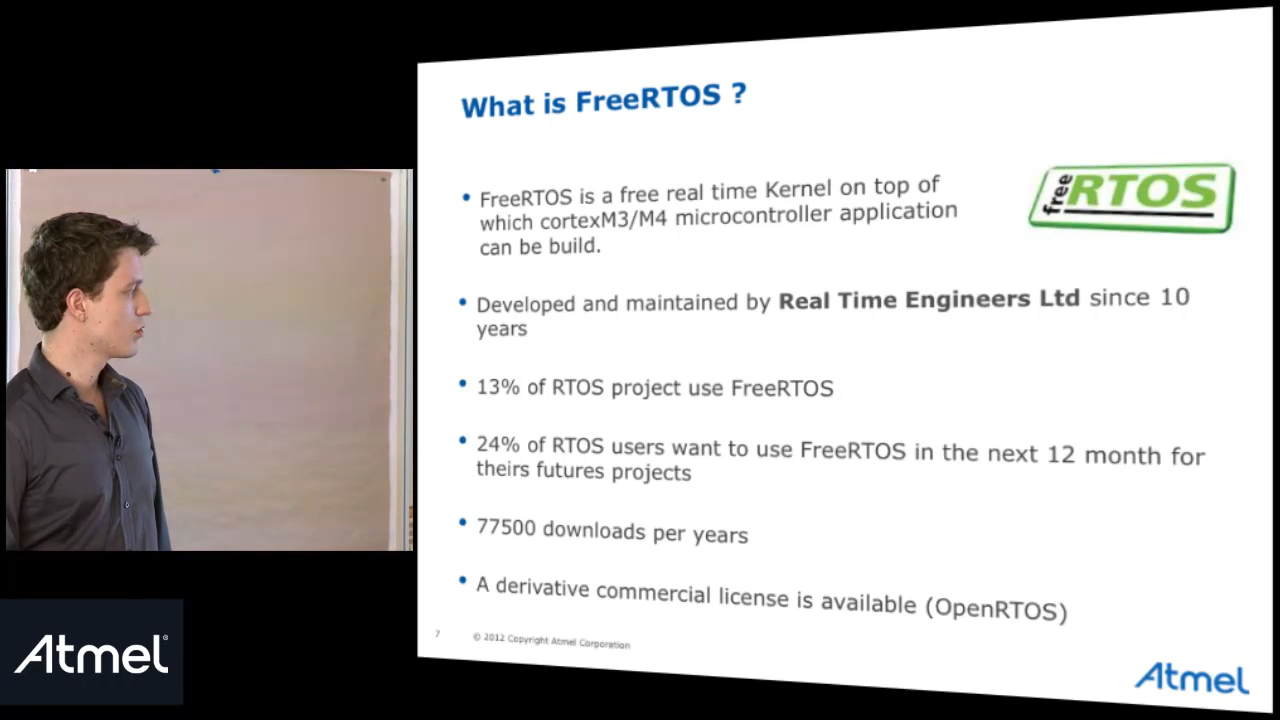 What is FreeRTOS ?
freeRTOS
• FreeRTOS is a free real time Kernel on top of
which cortexM3/M4 microcontroller application
can be build.
• Developed and maintained by Real Time Engineers Ltd since 10
years
• 13% of RTOS project use FreeRTOS
• 24% of RTOS users want to use FreeRTOS in the next 12 month for
theirs futures projects
• 77500 downloads per years
• A derivative commercial license is available (OpenRTOS)
7 © 2012 Copyright Atmel Corporation
Atmel
Atmel®